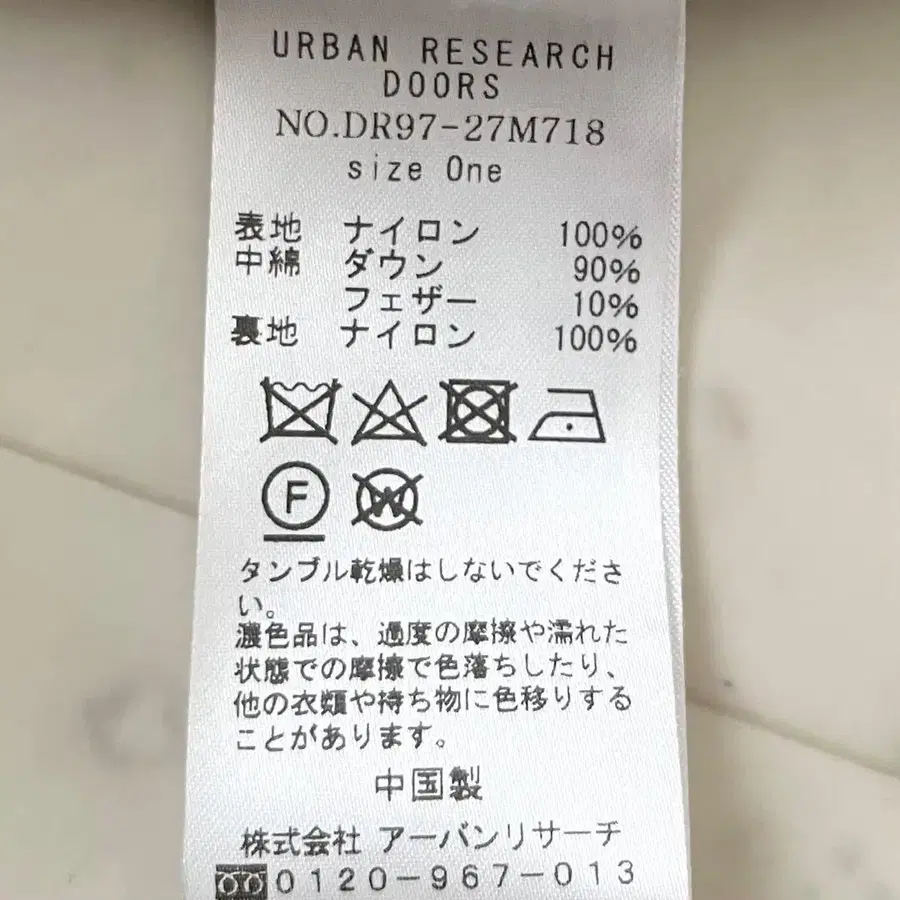 URBAN RESEARCH
DOORS
NO.DR97-27M718
size One
表地 ナイロン 100%
中綿 ダウン 90%
フェザー 10%
裏地 ナイロン 100%
F
W
タンブル乾燥はしないでくださ
い。
濃色品は、過度の摩擦や濡れた
状態での摩擦で色落ちしたり、
他の衣類や持ち物に色移りする
ことがあります。
中国製
株式会社 アーバンリサーチ
0120-967-013